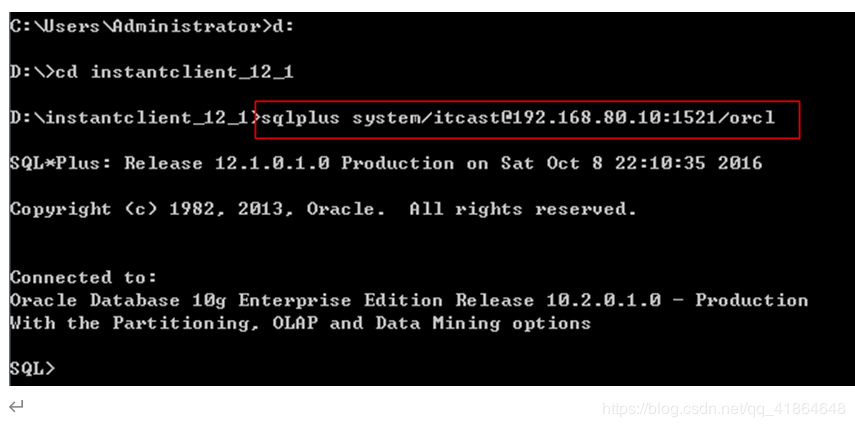 C:\Users\Administrator>d:
D:\>cd instantclient_12_1
D:\instantclient_12_1>sqlplus system/itcast@192.168.80.10:1521/orcl
SQL*Plus: Release 12.1.0.1.0 Production on Sat Oct 8 22:10:35 2016
Copyright (c) 1982, 2013, Oracle.  All rights reserved.
Connected to:
Oracle Database 10g Enterprise Edition Release 10.2.0.1.0 - Production
With the Partitioning, OLAP and Data Mining options
SQL>
https://blog.csdn.net/qq_41864648